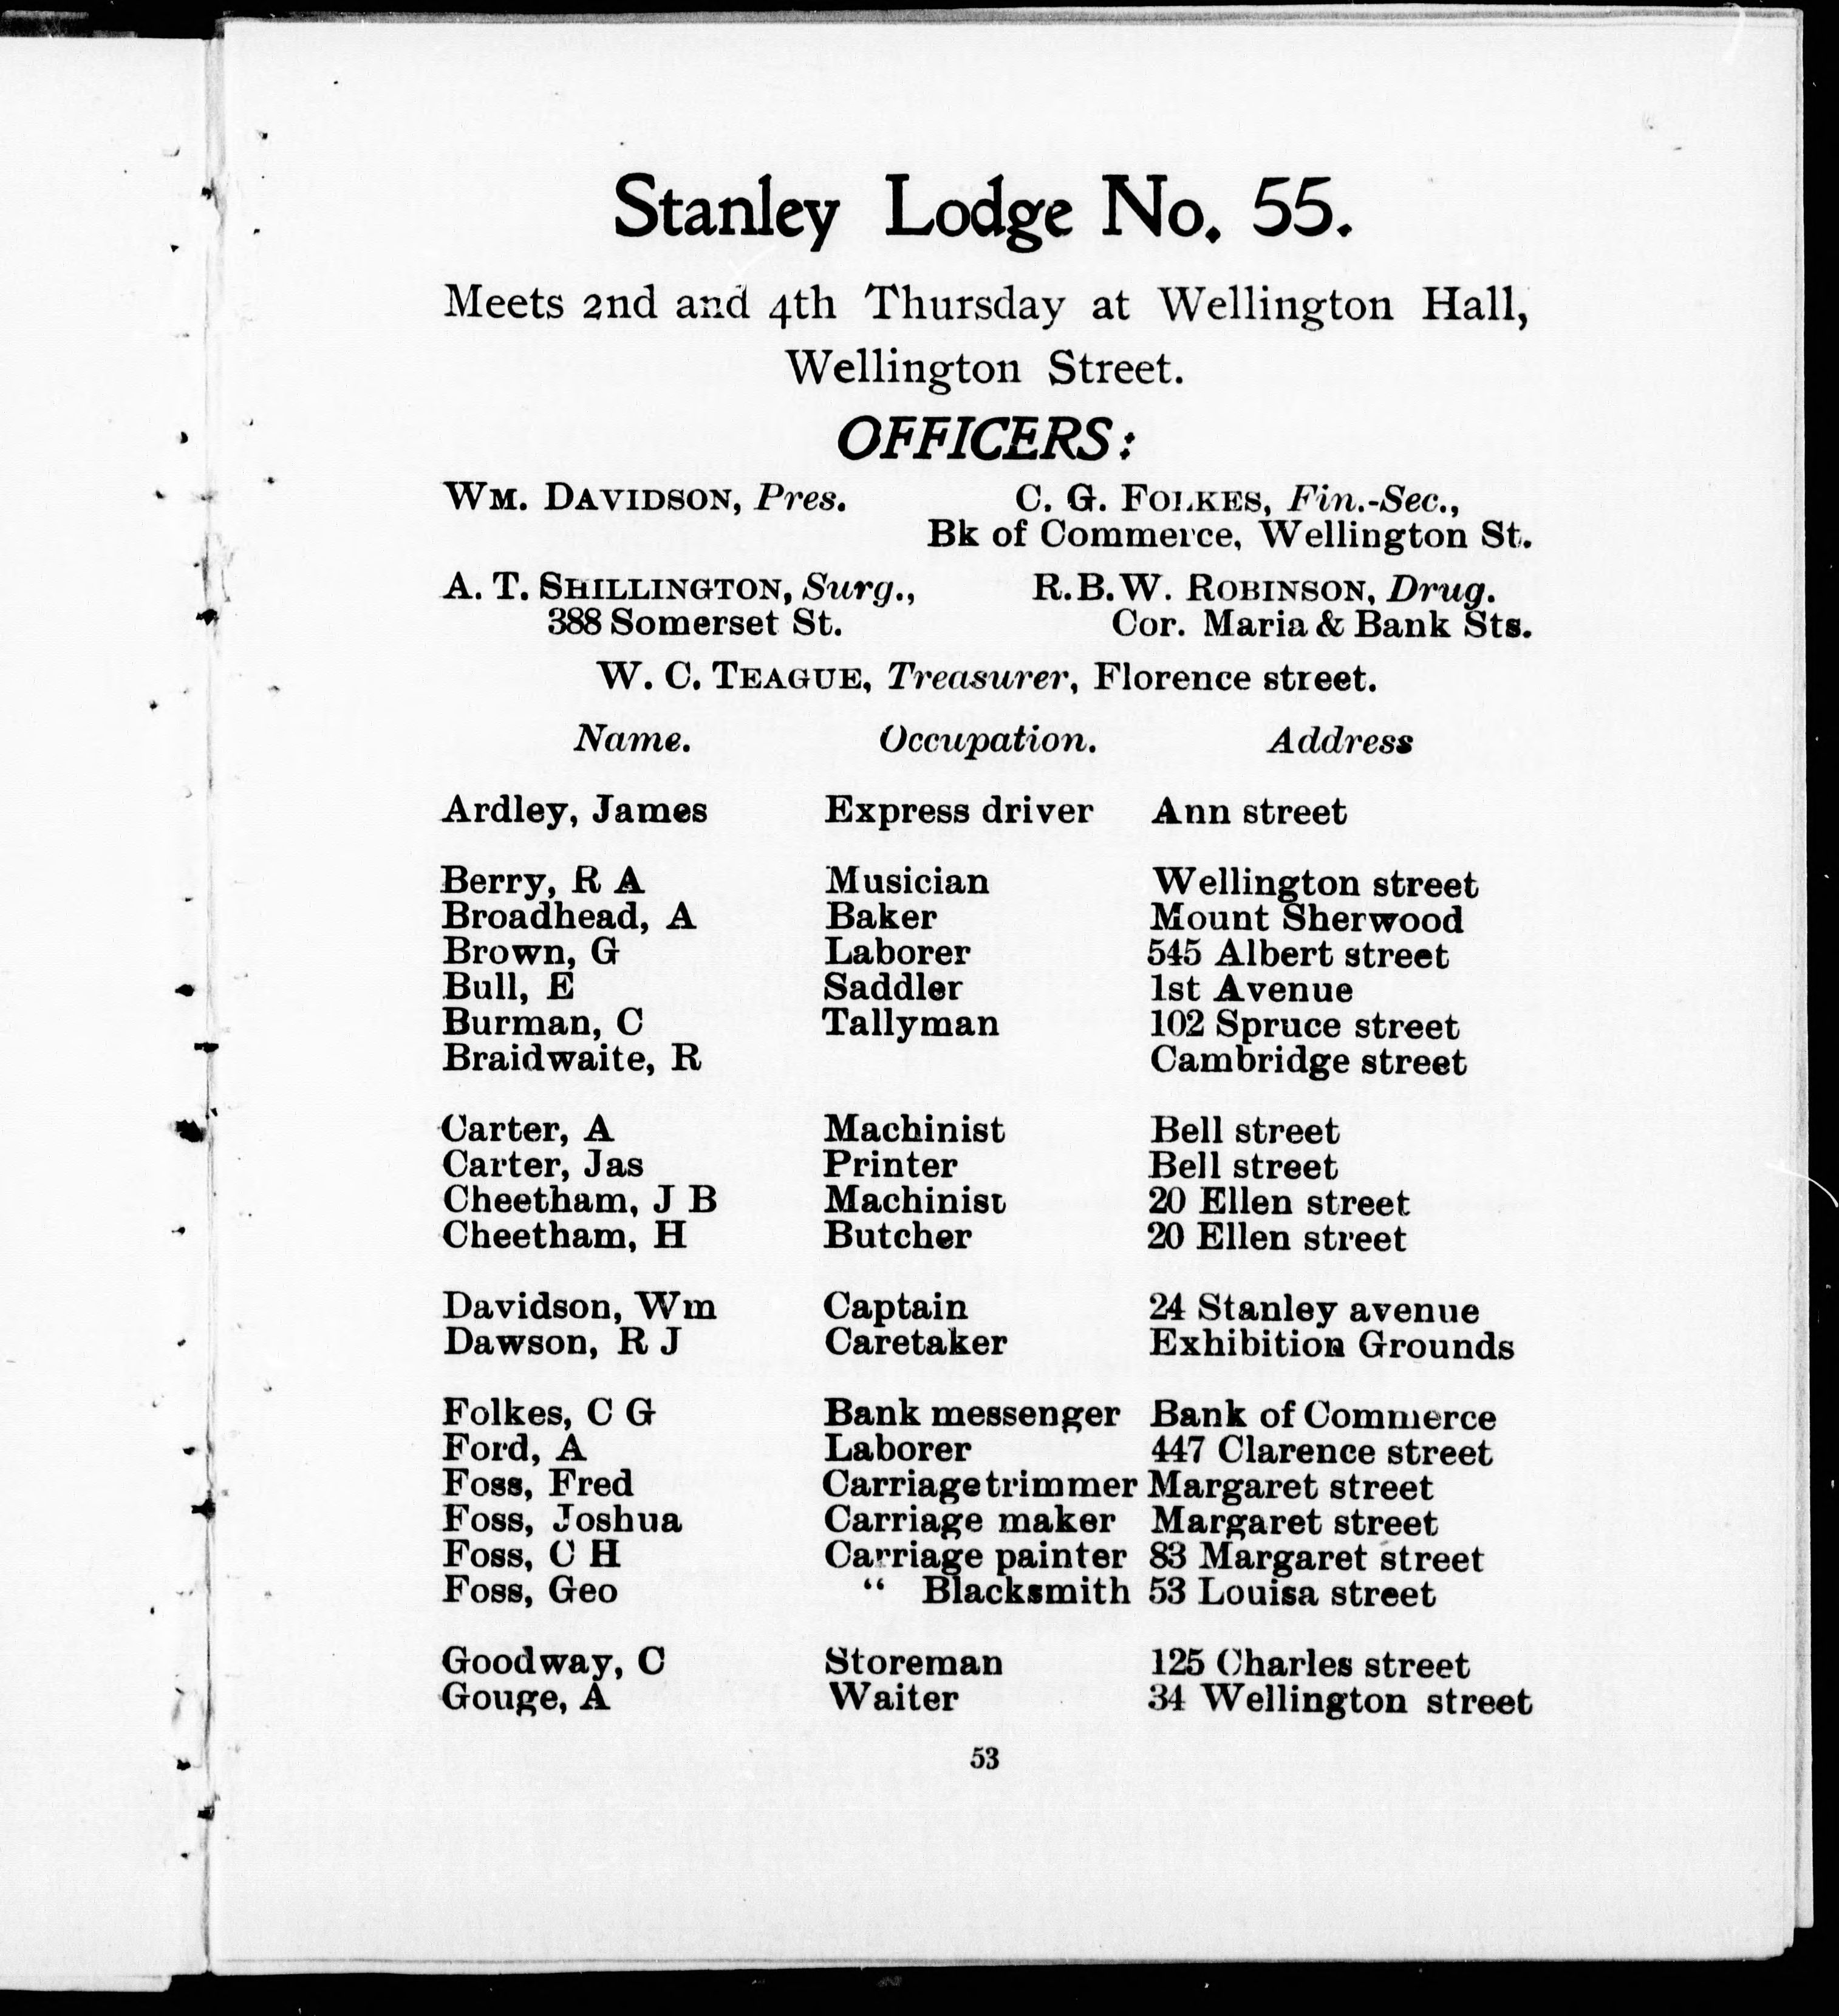 Stanley Lodge No. 55.
Meets 2nd and 4th Thursday at Wellington Hall,
Wellington Street.
OFFICERS:
WM. DAVIDSON, Pres. C. G. FOLKES, Fin.-Sec.,
Bk of Commerce, Wellington St.
A. T. SHILLINGTON, Surg., R.B.W. ROBINSON, Drug.
388 Somerset St. Cor. Maria & Bank Sts.
W. C. TEAGUE, Treasurer, Florence street.
Name. Occupation. Address
Ardley, James Express driver Ann street
Berry, R A Musician Wellington street
Broadhead, A Baker Mount Sherwood
Brown, G Laborer 545 Albert street
Bull, E Saddler 1st Avenue
Burman, C Tallyman 102 Spruce street
Braidwaite, R Cambridge street
Carter, A Machinist Bell street
Carter, Jas Printer Bell street
Cheetham, J B Machinist 20 Ellen street
Cheetham, H Butcher 20 Ellen street
Davidson, Wm Captain 24 Stanley avenue
Dawson, R J Caretaker Exhibition Grounds
Folkes, C G Bank messenger Bank of Commerce
Ford, A Laborer 447 Clarence street
Foss, Fred Carriage trimmer Margaret street
Foss, Joshua Carriage maker Margaret street
Foss, C H Carriage painter 83 Margaret street
Foss, Geo “ Blacksmith 53 Louisa street
Goodway, C Storeman 125 Charles street
Gouge, A Waiter 34 Wellington street
53